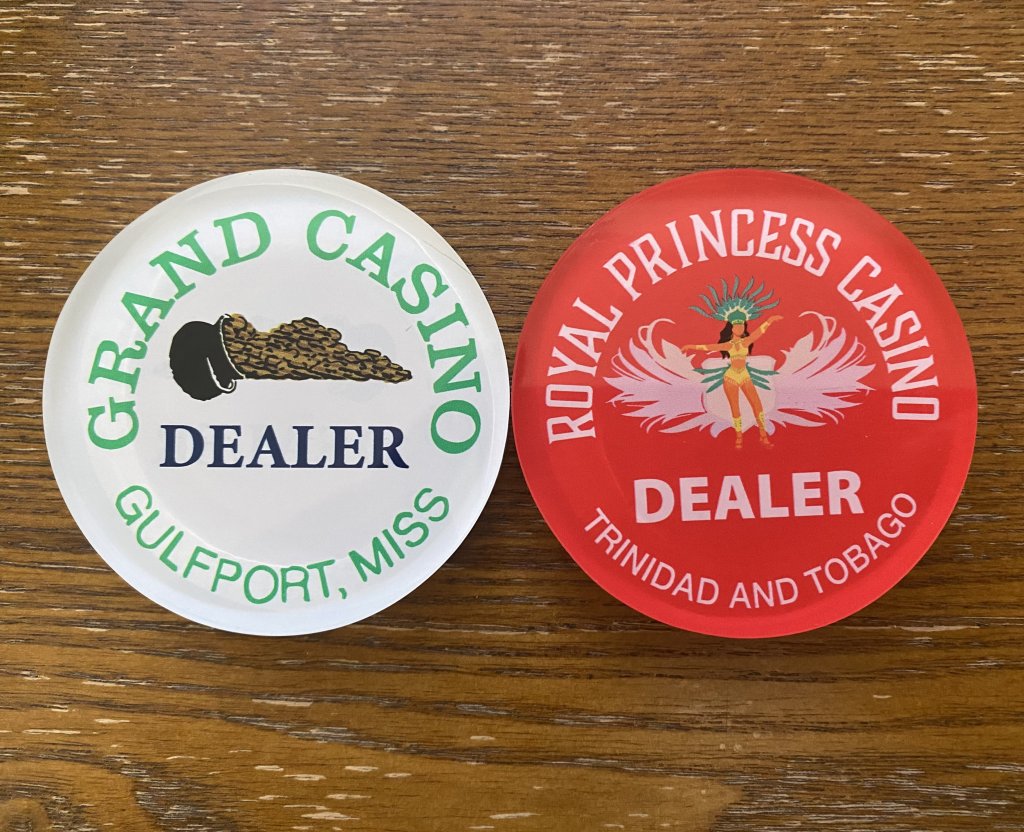 GRAND CASINO
DEALER
GULFPORT, MISS
ROYAL PRINCESS CASINO
DEALER
TRINIDAD AND TOBAGO